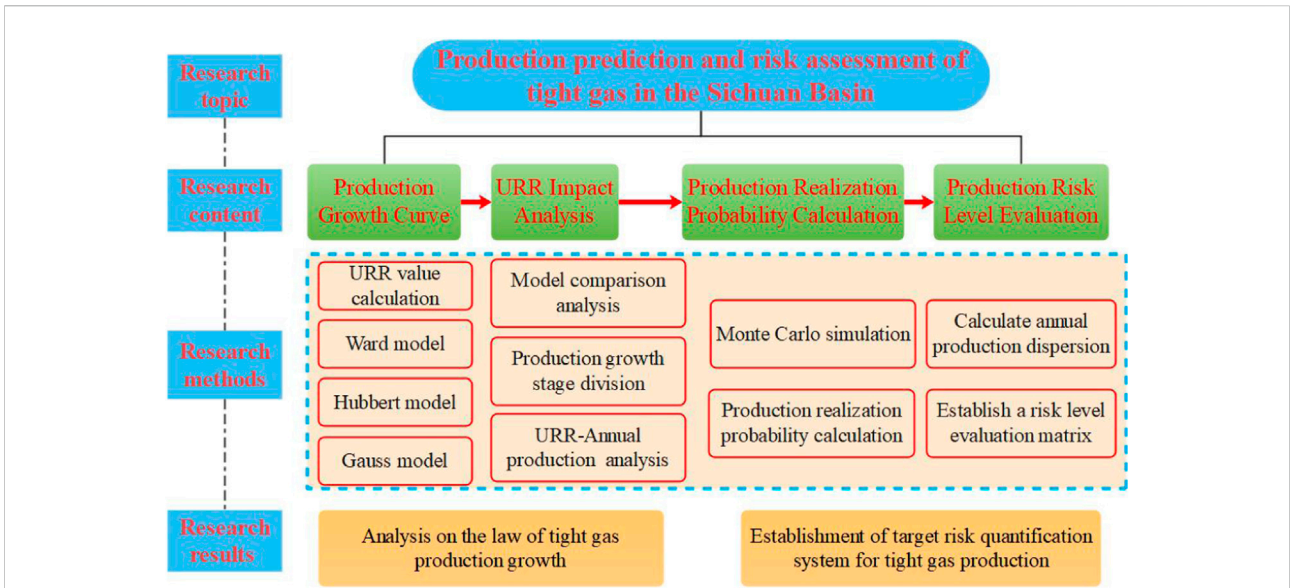 Research
topic
Production prediction and risk assessment of
tight gas in the Sichuan Basin
Research
content
Production
Growth Curve
URR Impact
Analysis
Production Realization
Probability Calculation
Production Risk
Level Evaluation
Research
methods
URR value
calculation
Ward model
Hubbert model
Gauss model
Model comparison
analysis
Production growth
stage division
URR-Annual
production analysis
Monte Carlo simulation
Production realization
probability calculation
Calculate annual
production dispersion
Establish a risk level
evaluation matrix
Research
results
Analysis on the law of tight gas
production growth
Establishment of target risk quantification
system for tight gas production